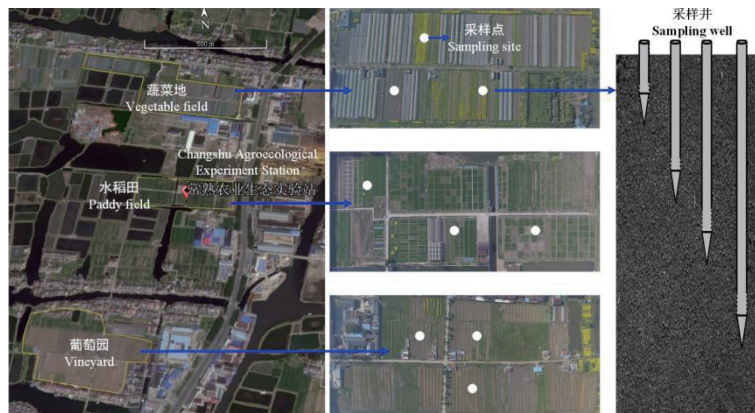 N
500 m
蔬菜地
Vegetable field
Changshu Agroecological
Experiment Station
常熟农业生态实验站
水稻田
Paddy field
葡萄园
Vineyard
采样点
Sampling site
采样井
Sampling well